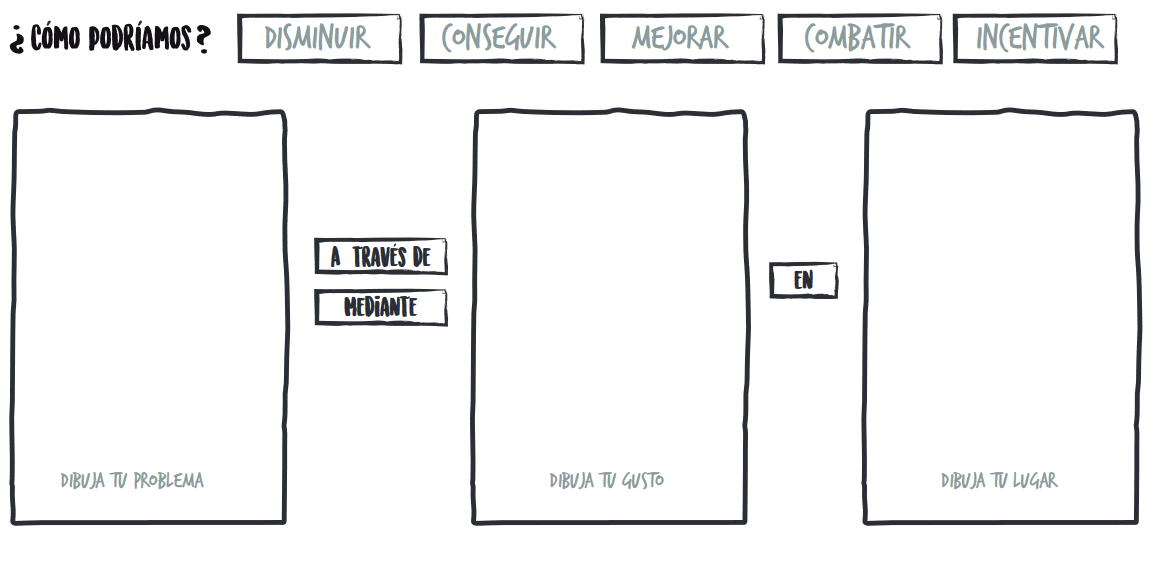 ¿CÓMO PODRÍAMOS? DISMINUIR CONSEGUIR MEJORAR COMBATIR INCENTIVAR
A TRAVÉS DE
MEDIANTE
EN
DIBUJA TU PROBLEMA
DIBUJA TU GUSTO
DIBUJA TU LUGAR